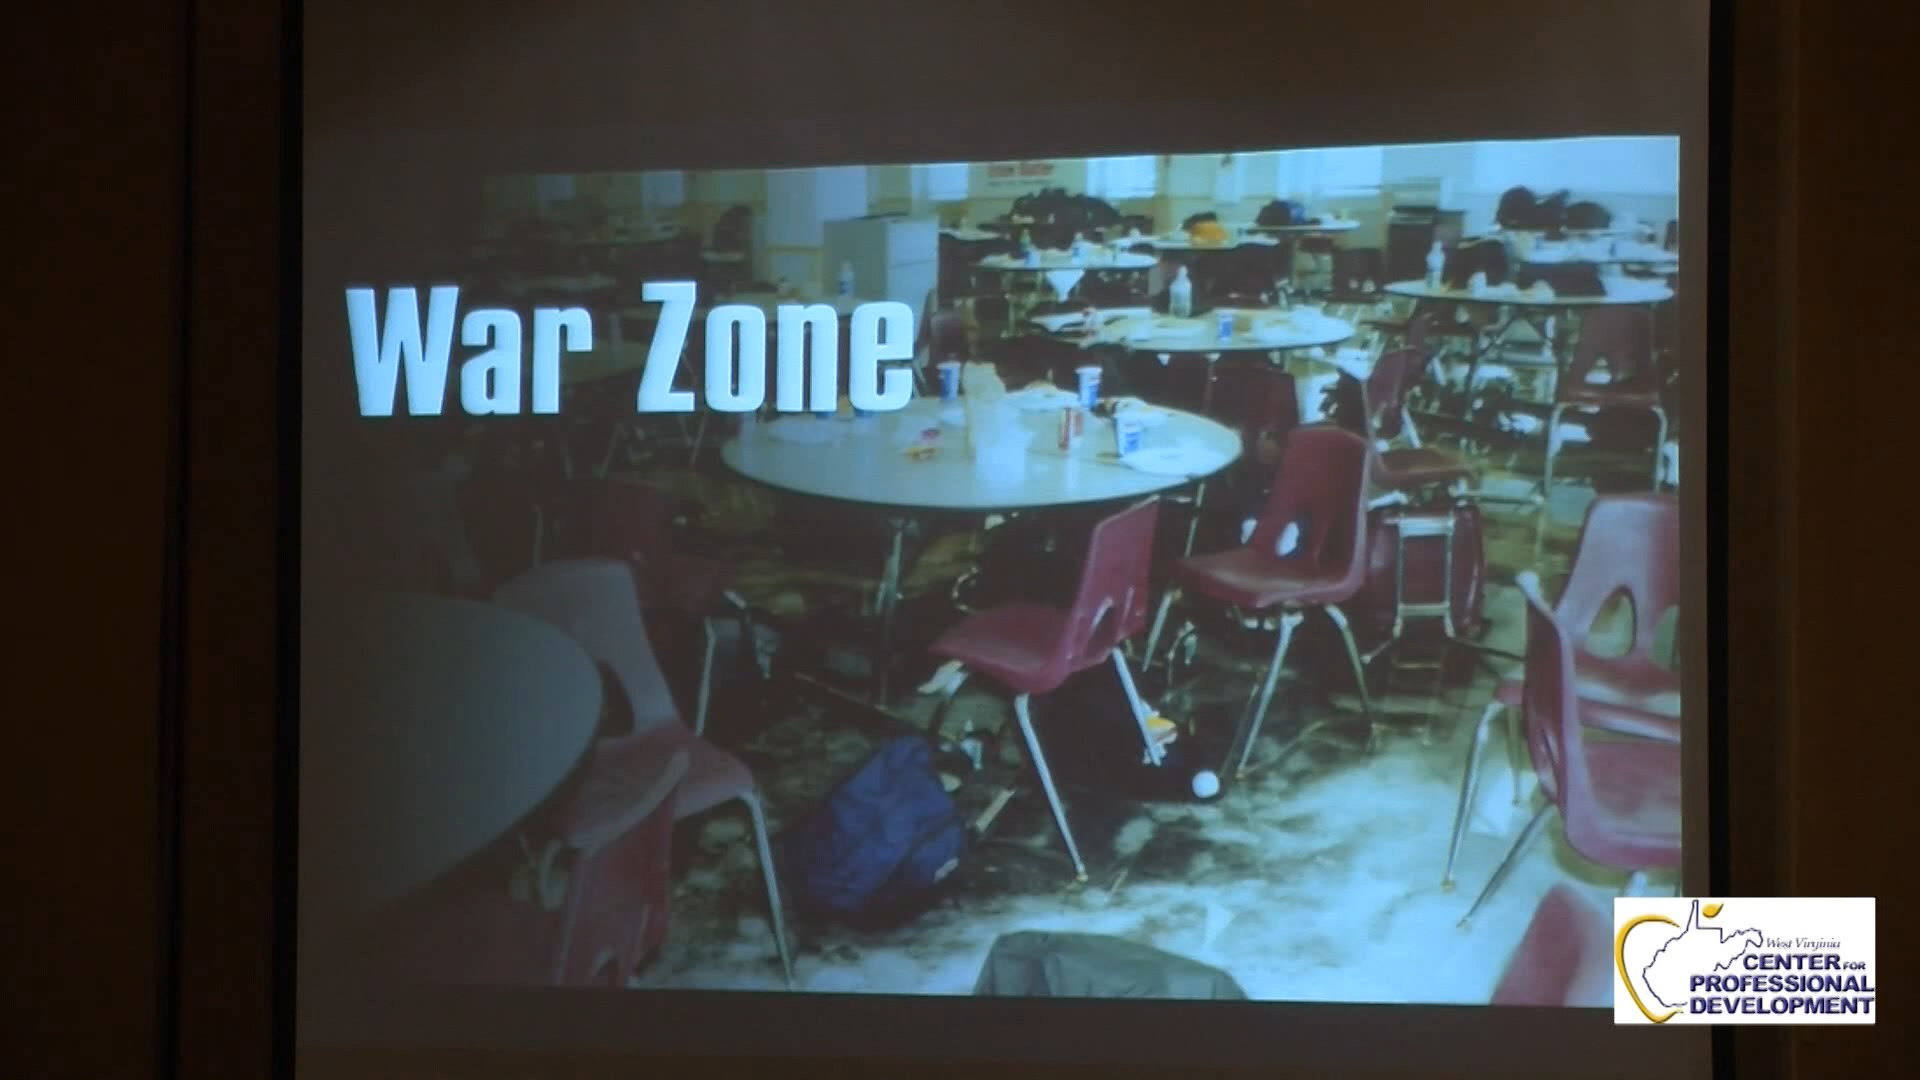 War Zone
West Virginia
CENTER FOR
PROFESSIONAL
DEVELOPMENT